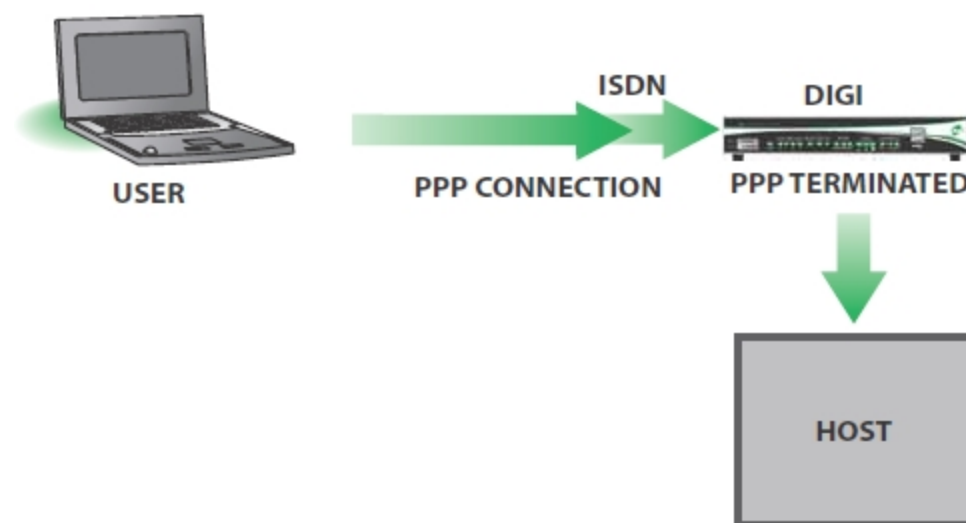 ISDN
DIGI
USER
PPP CONNECTION
PPP TERMINATED
HOST